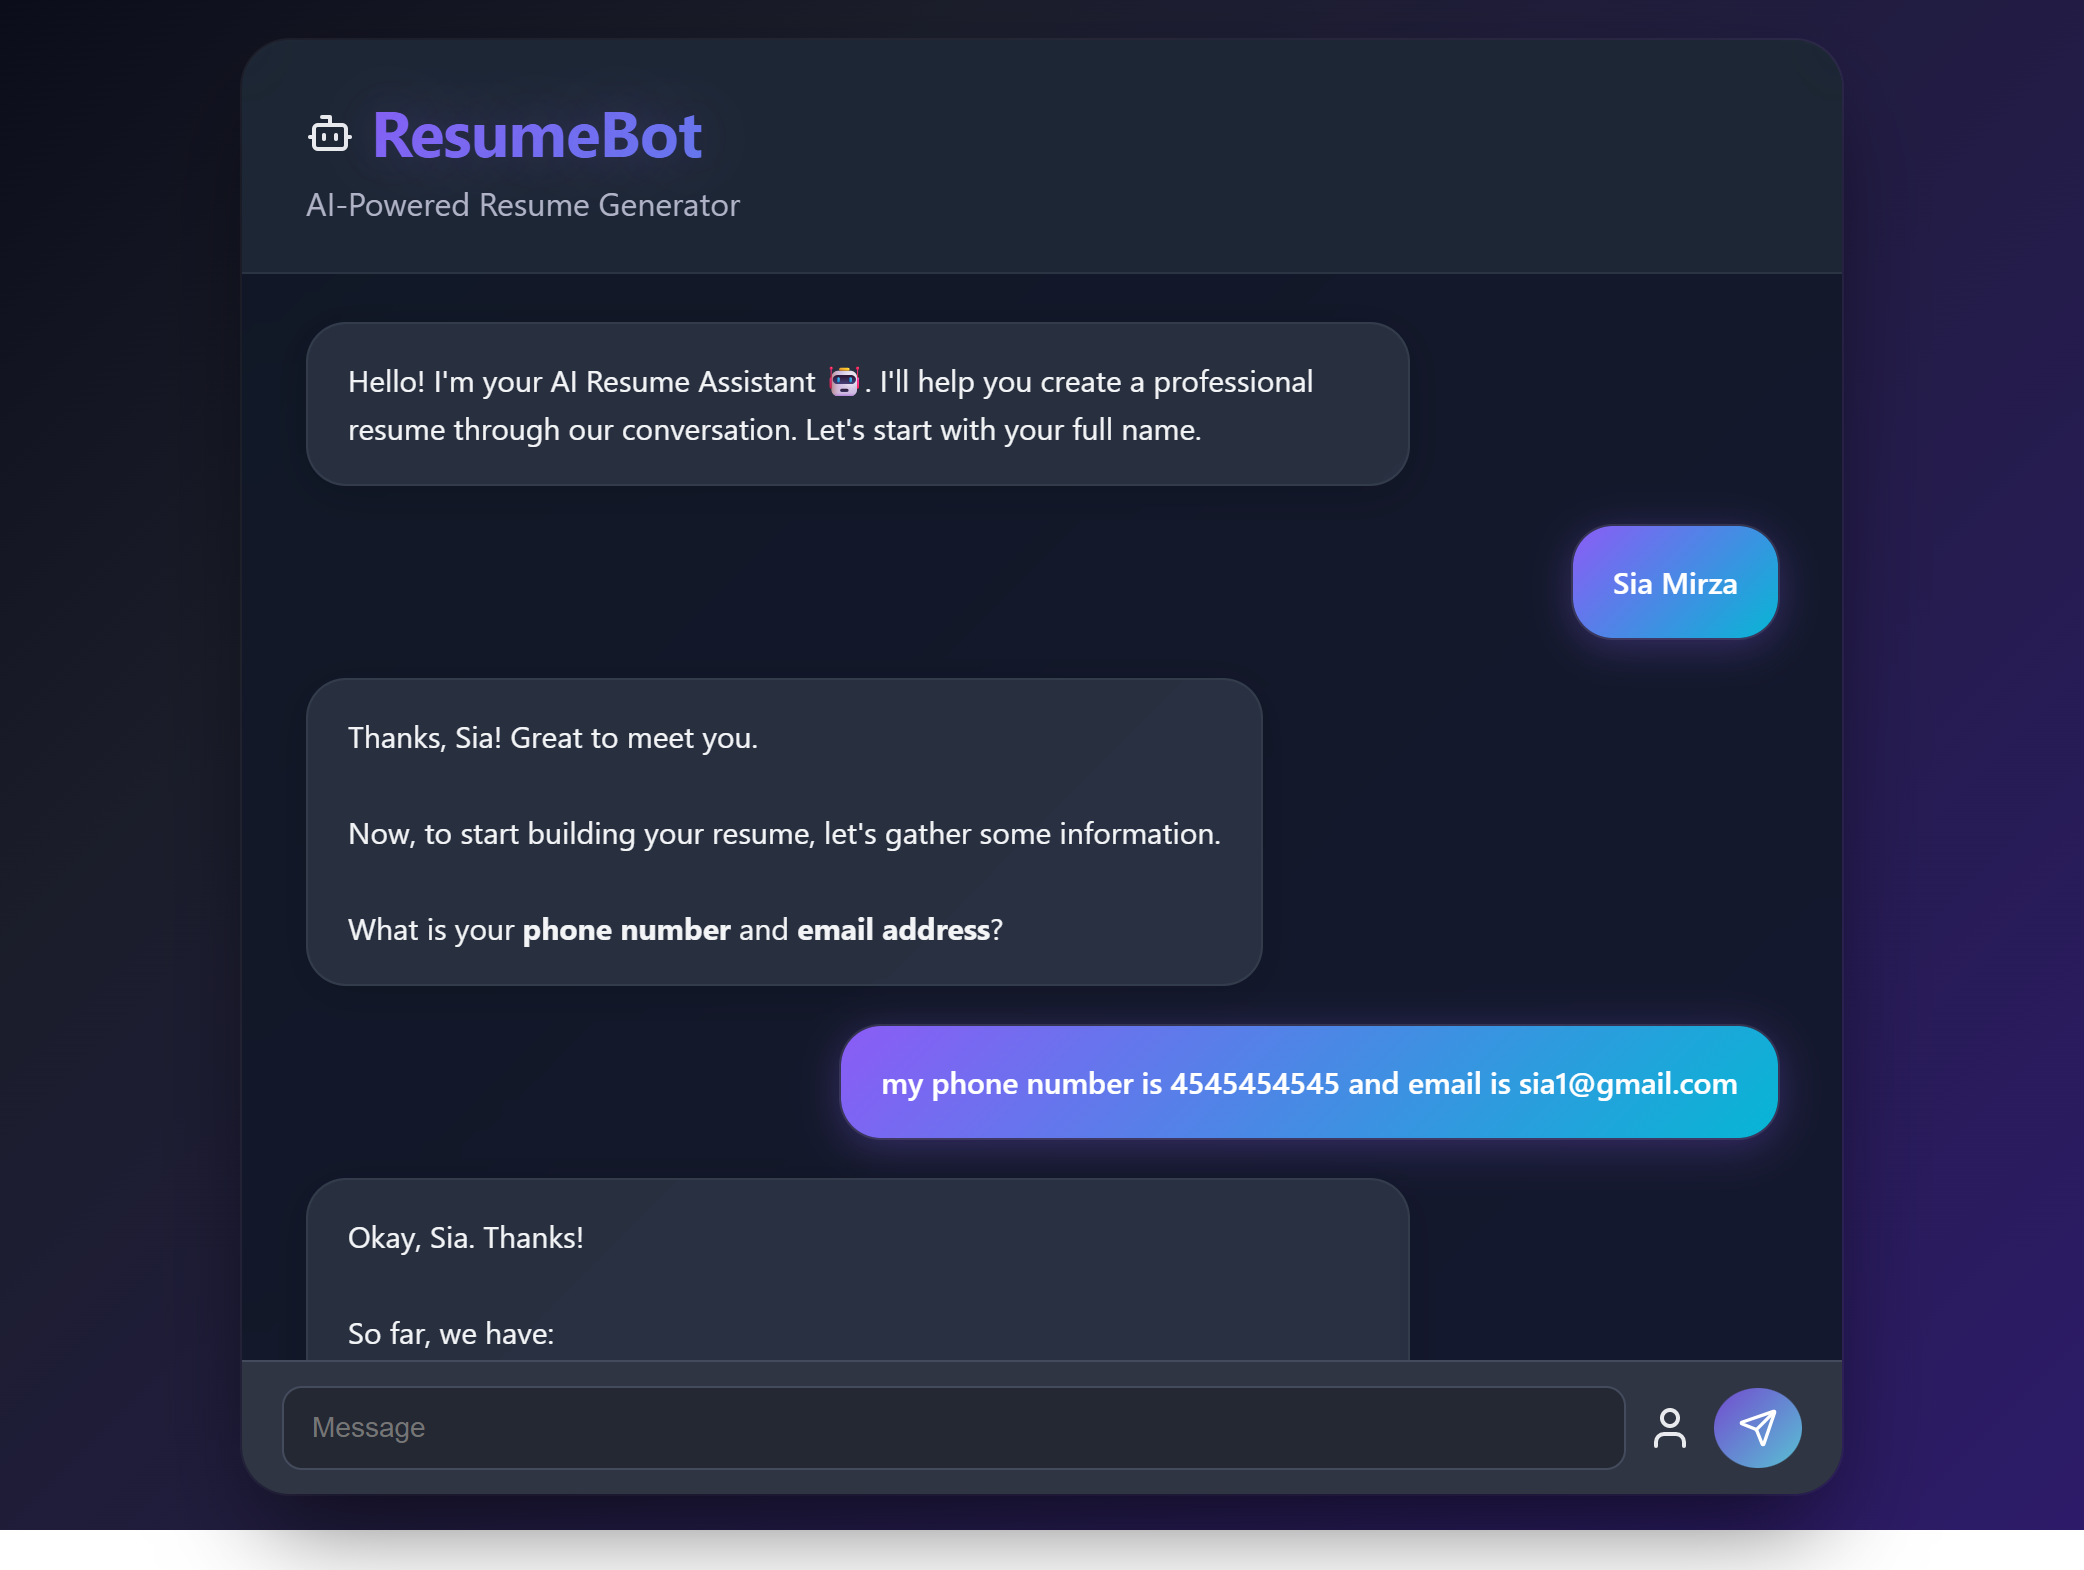 ResumeBot
AI-Powered Resume Generator
Hello! I'm your AI Resume Assistant 🤖. I'll help you create a professional
resume through our conversation. Let's start with your full name.
Sia Mirza
Thanks, Sia! Great to meet you.
Now, to start building your resume, let's gather some information.
What is your phone number and email address?
my phone number is 4545454545 and email is sia1@gmail.com
Okay, Sia. Thanks!
So far, we have:
Message